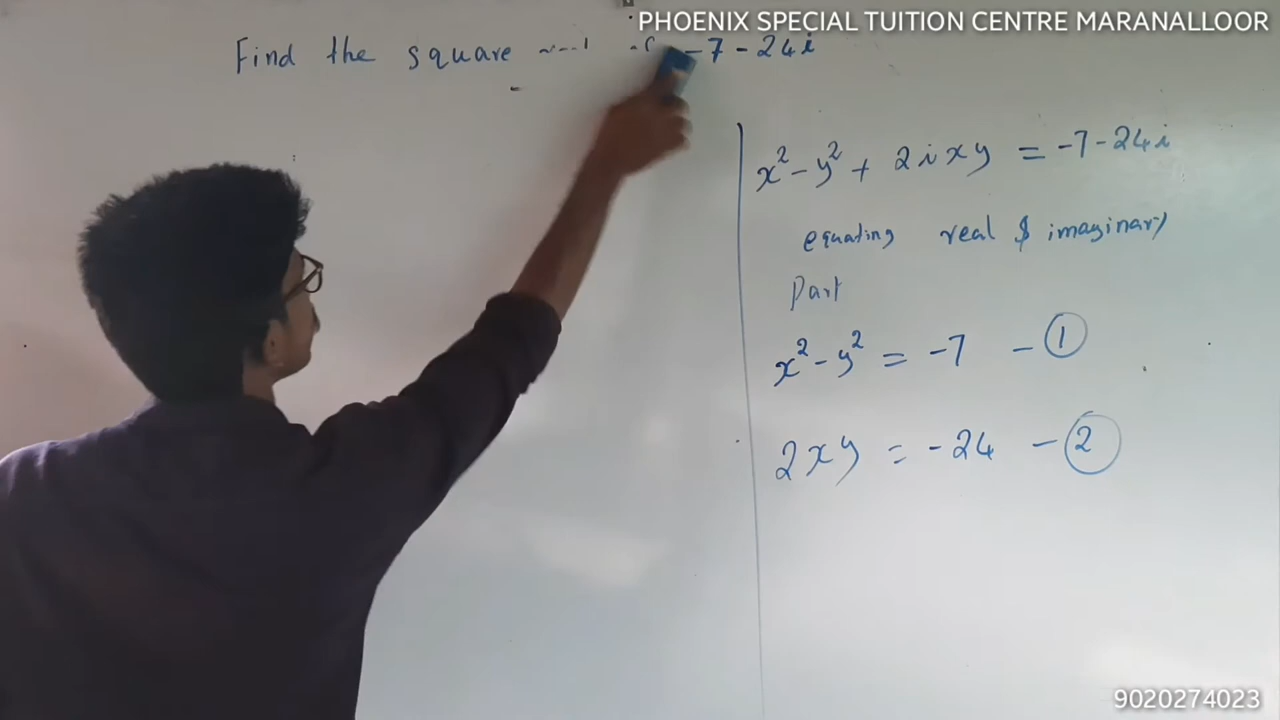 PHOENIX SPECIAL TUITION CENTRE MARANALLOOR
Find the square -7 - 24i
x² - y² + 2ixy = -7 - 24i
equating real & imaginary
Part
x² - y² = -7 - ①
2xy = -24 - ②
9020274023